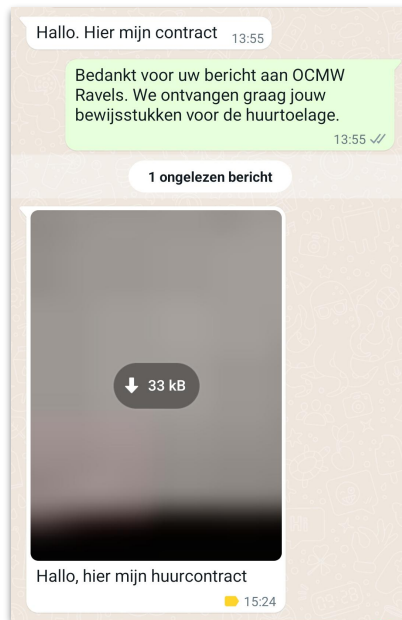 Hallo. Hier mijn contract 13:55
Bedankt voor uw bericht aan OCMW
Ravels. We ontvangen graag jouw
bewijsstukken voor de huurtoelage.
13:55
1 ongelezen bericht
33 kB
Hallo, hier mijn huurcontract
15:24